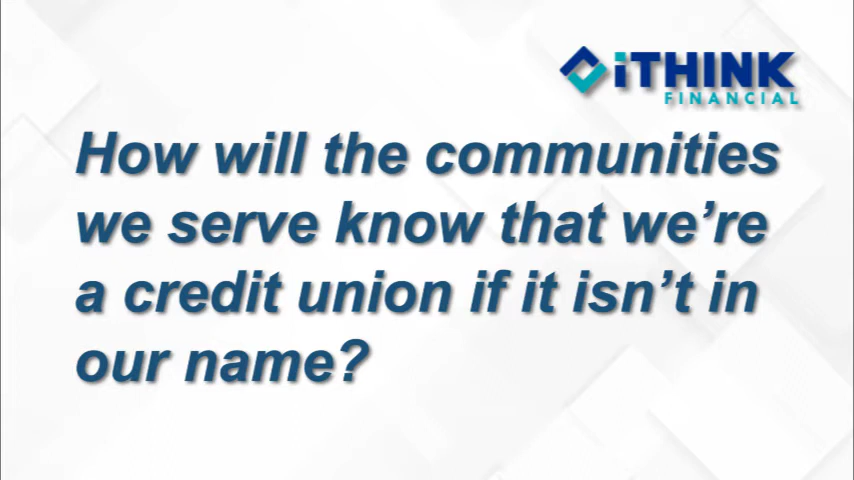 iTHINK
FINANCIAL
How will the communities
we serve know that we're
a credit union if it isn't in
our name?